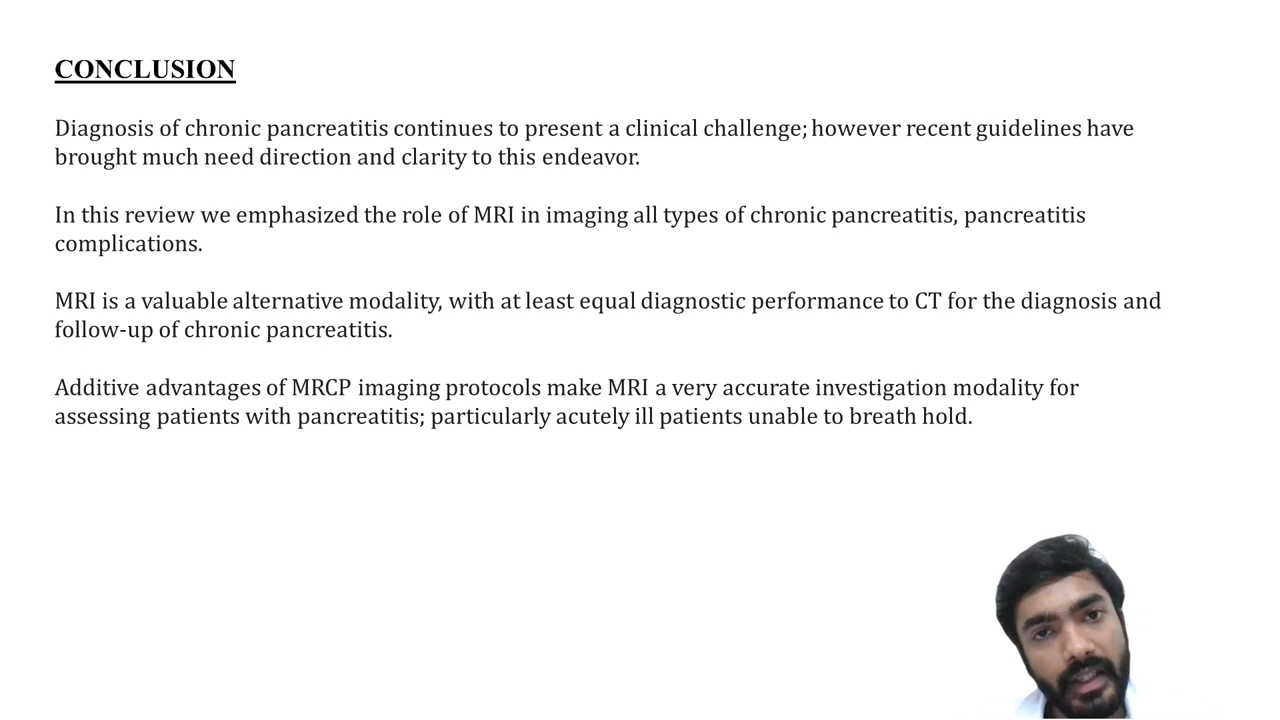 CONCLUSION
Diagnosis of chronic pancreatitis continues to present a clinical challenge; however recent guidelines have
brought much need direction and clarity to this endeavor.
In this review we emphasized the role of MRI in imaging all types of chronic pancreatitis, pancreatitis
complications.
MRI is a valuable alternative modality, with at least equal diagnostic performance to CT for the diagnosis and
follow-up of chronic pancreatitis.
Additive advantages of MRCP imaging protocols make MRI a very accurate investigation modality for
assessing patients with pancreatitis; particularly acutely ill patients unable to breath hold.